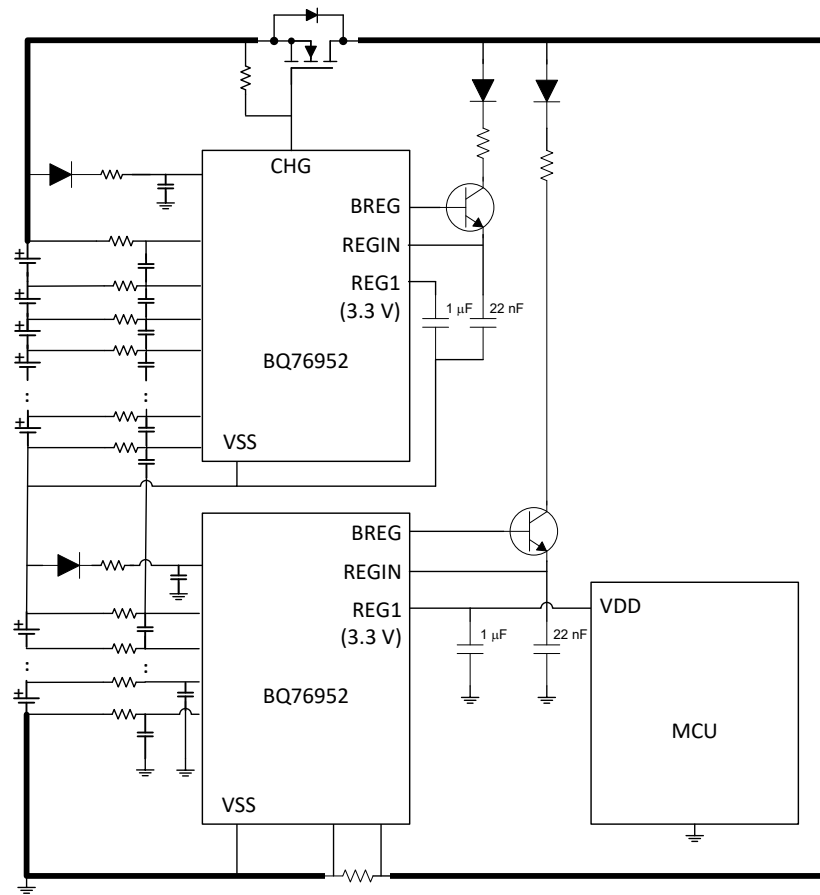 CHG
BREG
REGIN
REG1
(3.3 V)
1 μF
22 nF
BQ76952
VSS
BREG
REGIN
REG1
(3.3 V)
1 μF
22 nF
VDD
BQ76952
MCU
VSS